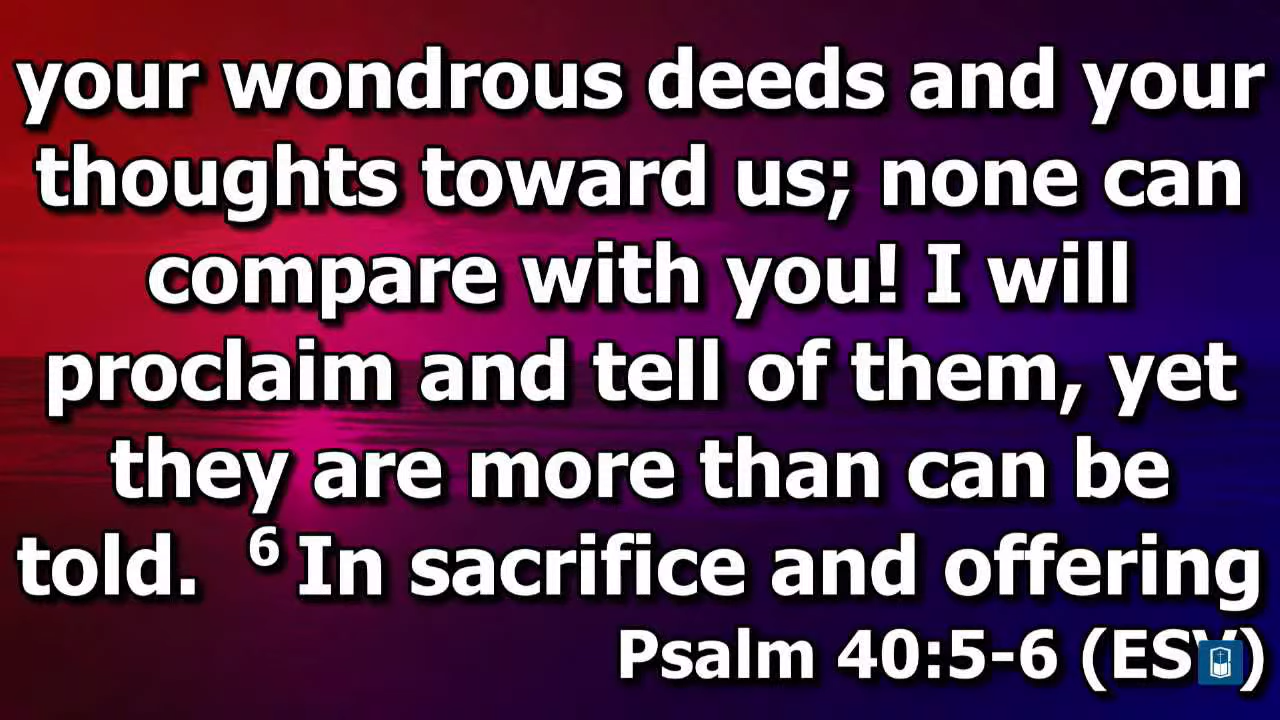 your wondrous deeds and your
thoughts toward us; none can
compare with you! I will
proclaim and tell of them, yet
they are more than can be
told. 6 In sacrifice and offering
Psalm 40:5-6 (ESV)